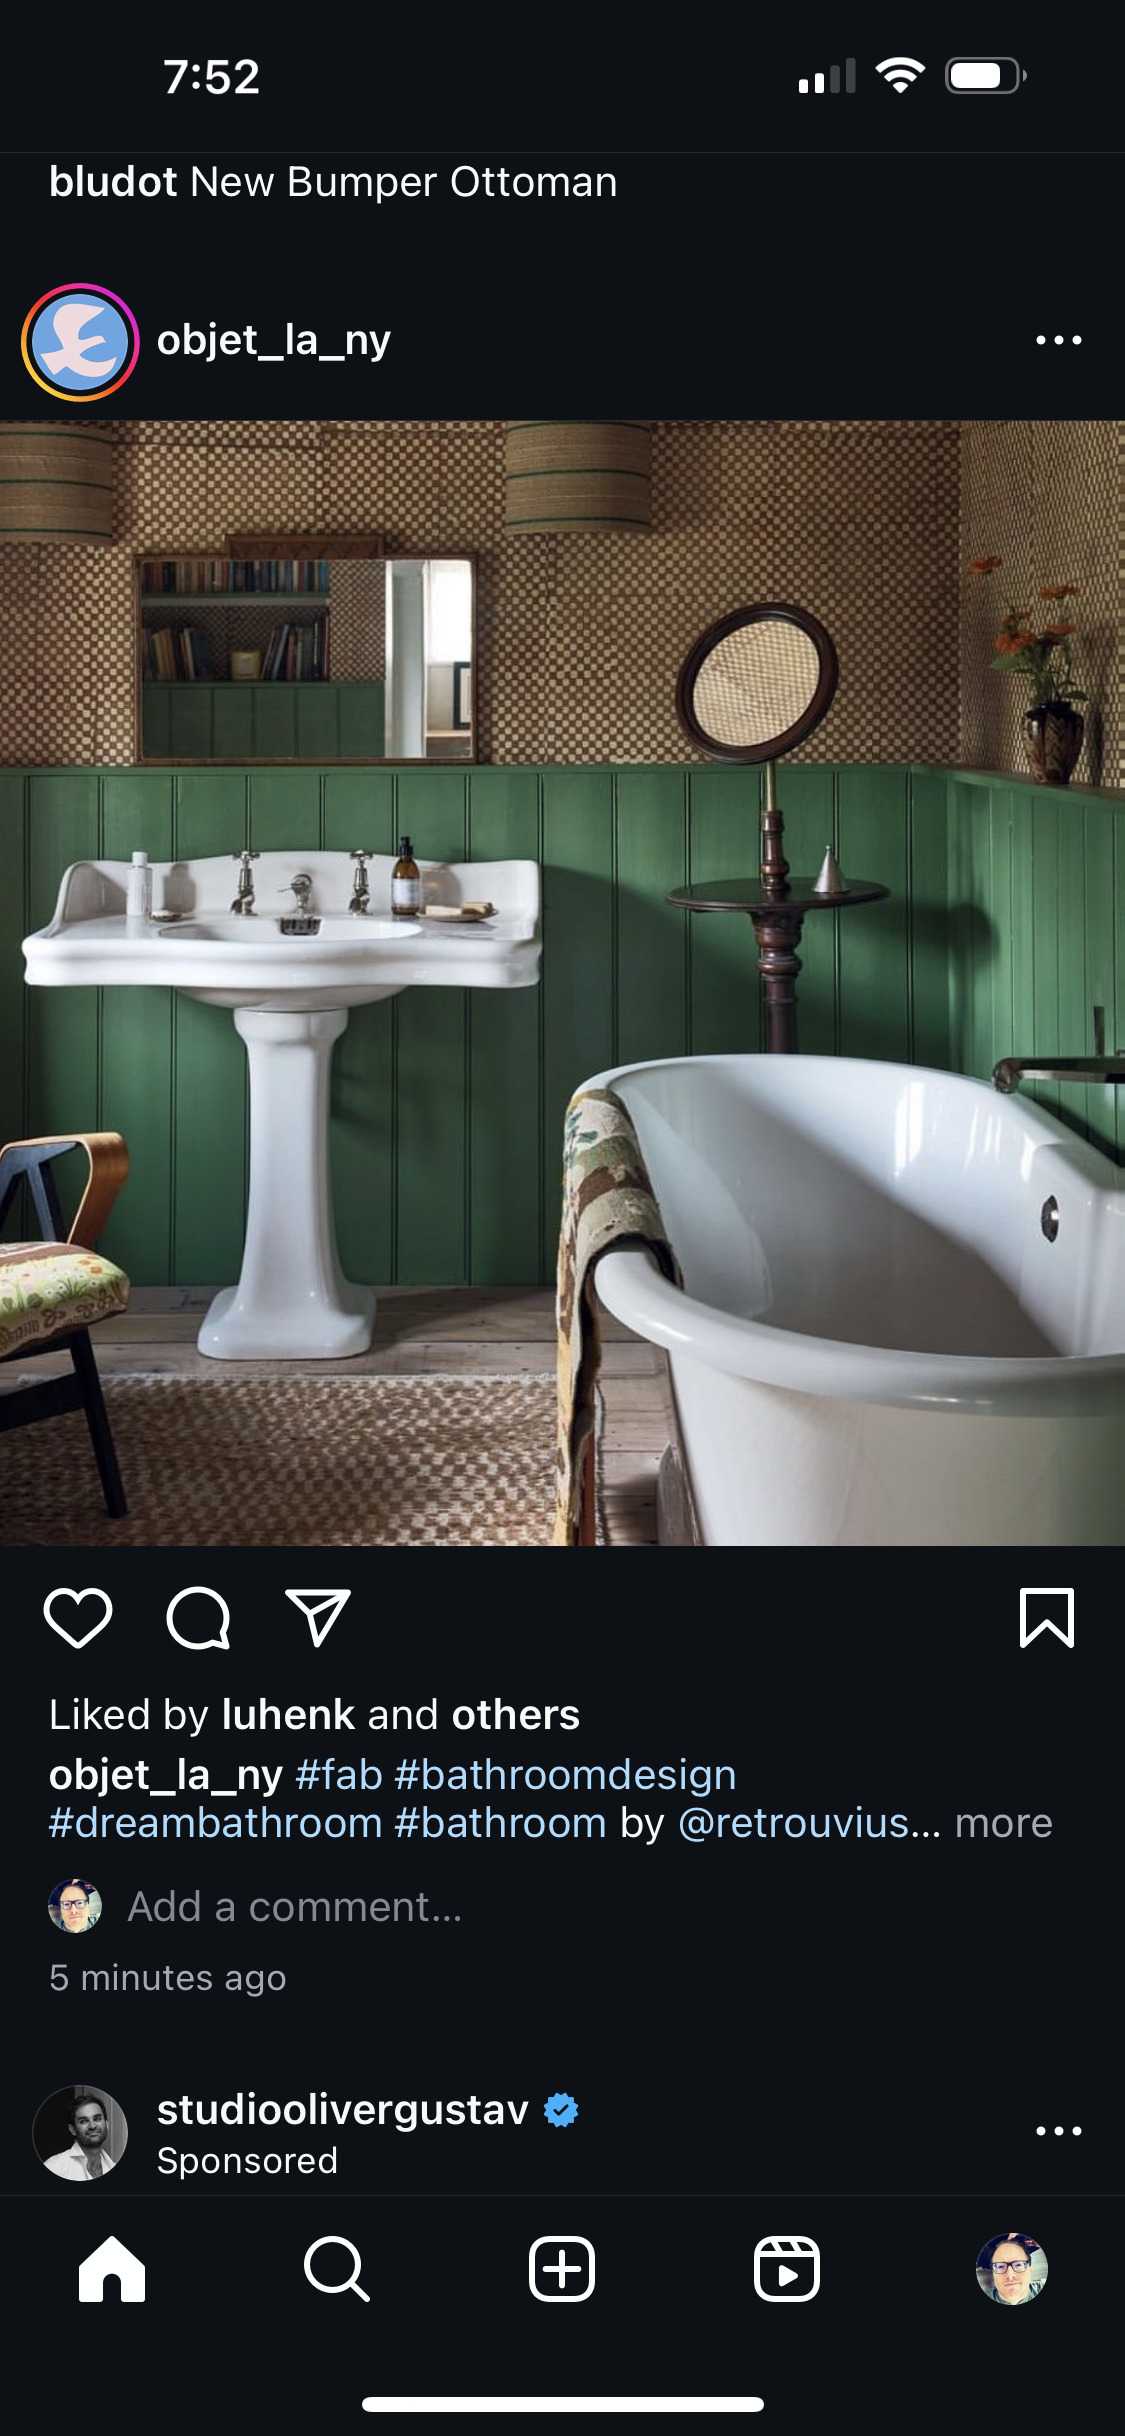 7:52
bludot New Bumper Ottoman
objet_la_ny
Liked by luhenk and others
objet_la_ny #fab #bathroomdesign
#dreambathroom #bathroom by @retrouvius... more
Add a comment...
5 minutes ago
studioolivergustav
Sponsored